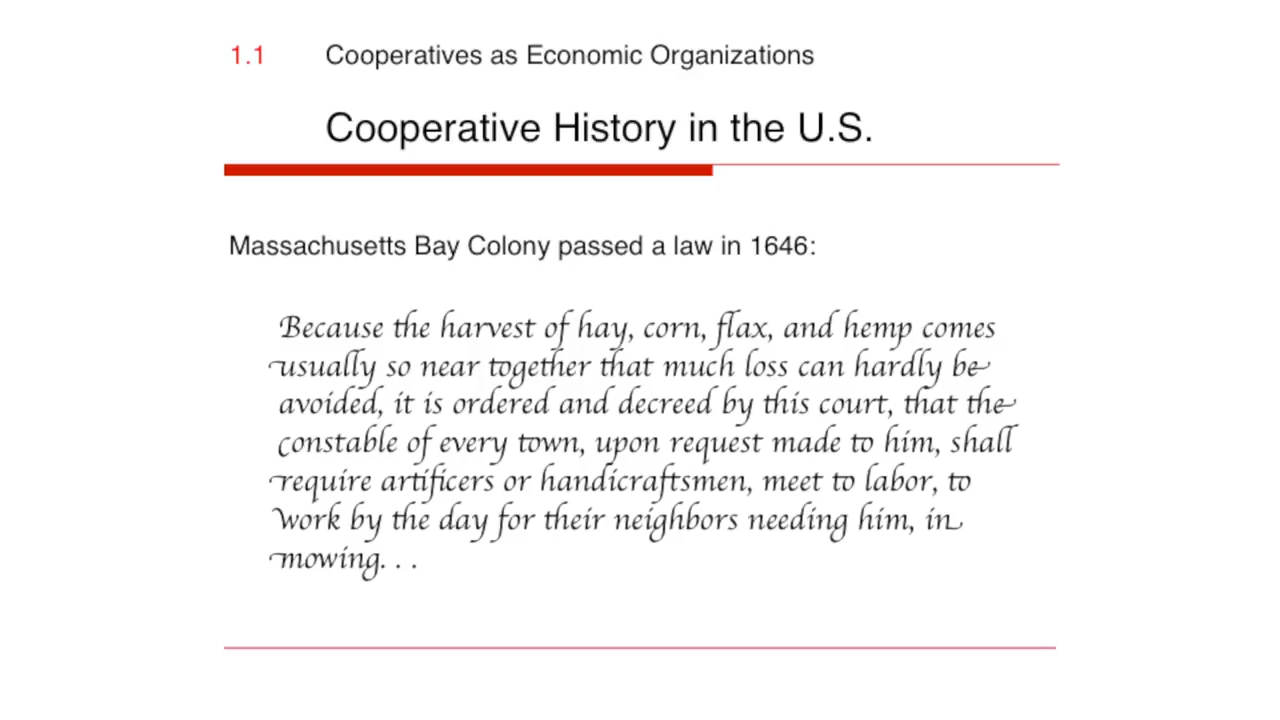 1.1 Cooperatives as Economic Organizations
Cooperative History in the U.S.
Massachusetts Bay Colony passed a law in 1646:
Because the harvest of hay, corn, flax, and hemp comes
usually so near together that much loss can hardly be
avoided, it is ordered and decreed by this court, that the
constable of every town, upon request made to him, shall
require artificers or handicraftsmen, meet to labor, to
work by the day for their neighbors needing him, in
mowing. . .